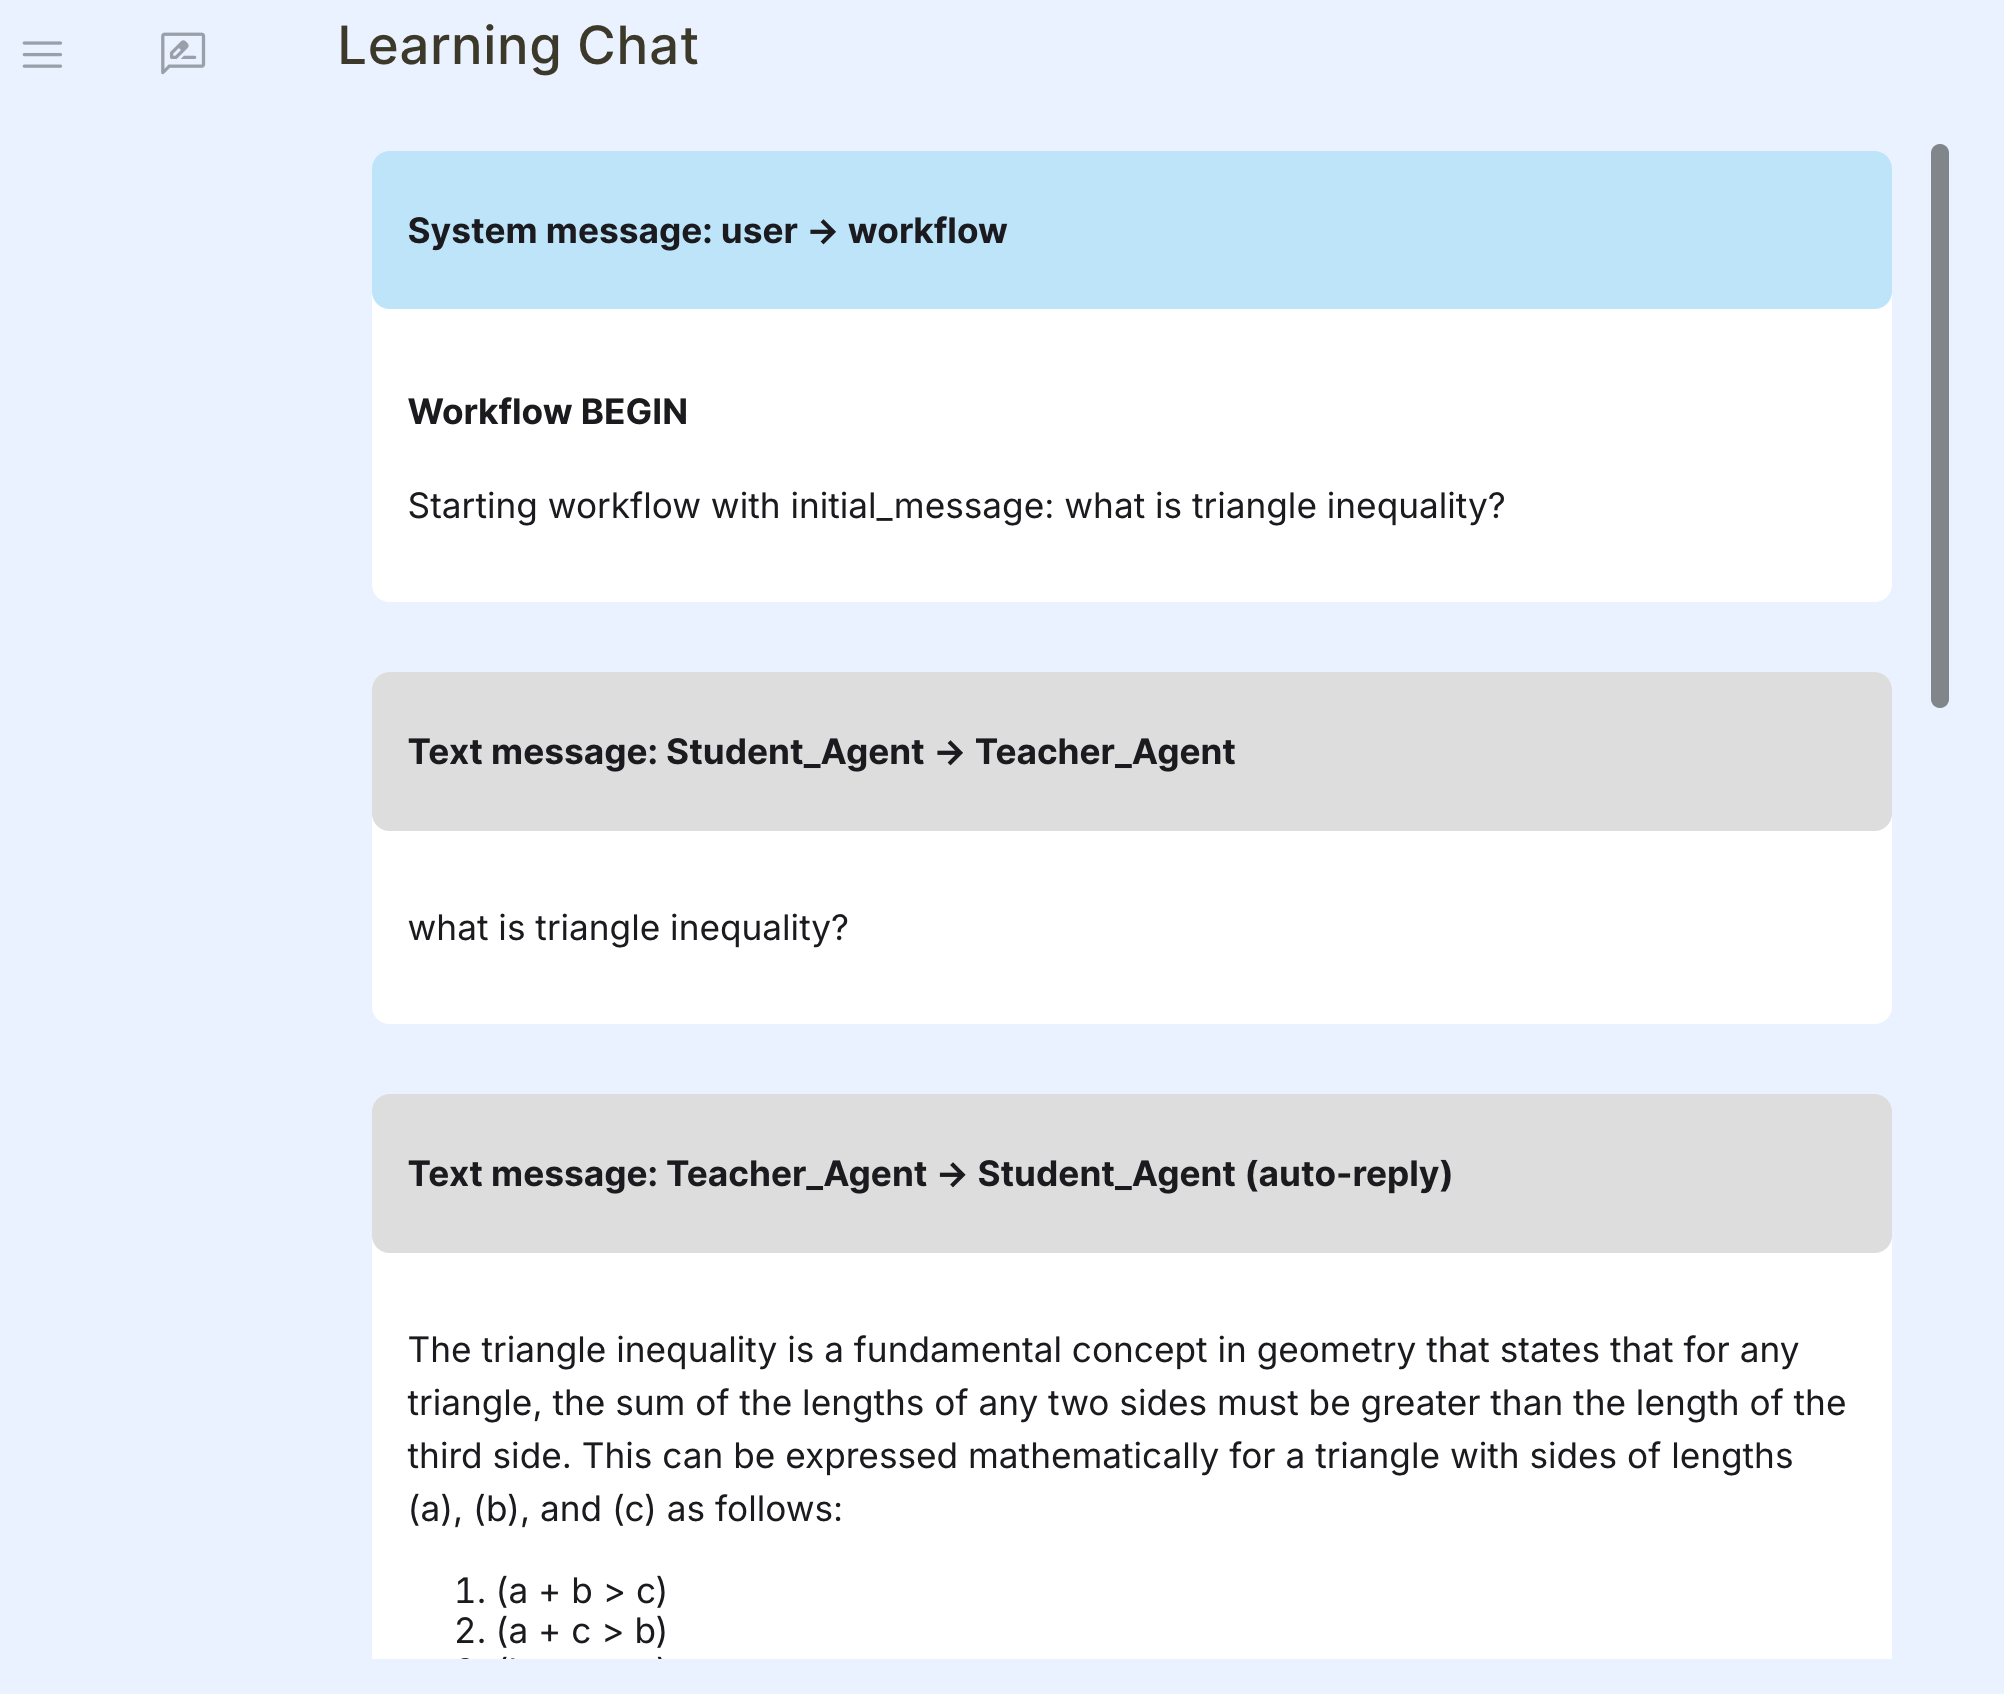 Learning Chat
System message: user → workflow
Workflow BEGIN
Starting workflow with initial_message: what is triangle inequality?
Text message: Student_Agent → Teacher_Agent
what is triangle inequality?
Text message: Teacher_Agent → Student_Agent (auto-reply)
The triangle inequality is a fundamental concept in geometry that states that for any
triangle, the sum of the lengths of any two sides must be greater than the length of the
third side. This can be expressed mathematically for a triangle with sides of lengths
(a), (b), and (c) as follows:
1. (a + b > c)
2. (a + c > b)